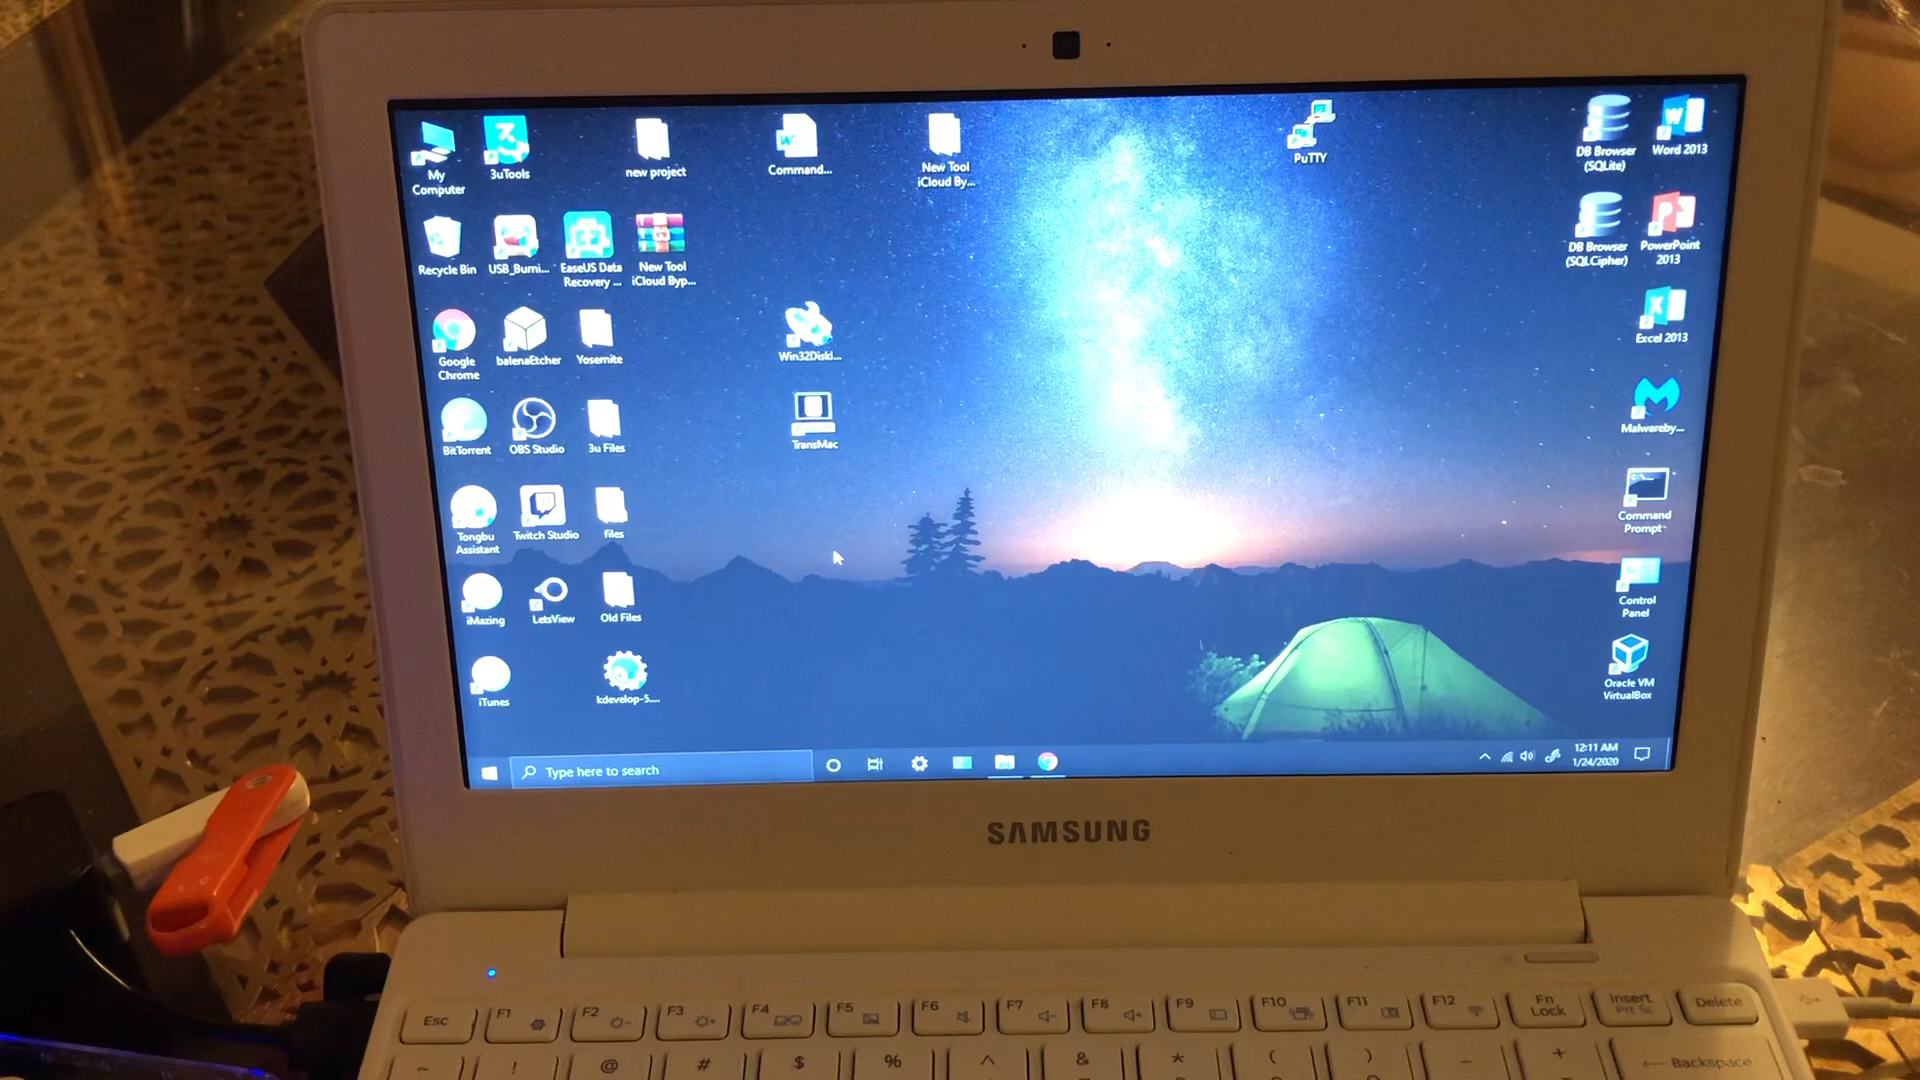 My
Computer
3uTools
new project
Command...
New Tool
iCloud By...
PuTTY
DB Browser
(SQLite)
Word 2013
Recycle Bin
USB_Burni...
EaseUS Data
Recovery ...
New Tool
iCloud Byp...
DB Browser
(SQLCipher)
PowerPoint
2013
Google
Chrome
balenaEtcher
Yosemite
Win32DiskI...
Excel 2013
BitTorrent
OBS Studio
3u Files
TransMac
Malwareby...
Tongbu
Assistant
Twitch Studio
files
Command
Prompt
iMazing
LetsView
Old Files
Control
Panel
iTunes
kdevelop-5....
Oracle VM
VirtualBox
Type here to search
12:11 AM
1/24/2020
SAMSUNG
Esc F1 F2 F3 F4 F5 F6 F7 F8 F9 F10 F11 F12 Fn Lock Insert Prt Sc Delete
~ ! @ # $ % ^ & * ( ) _ + Backspace